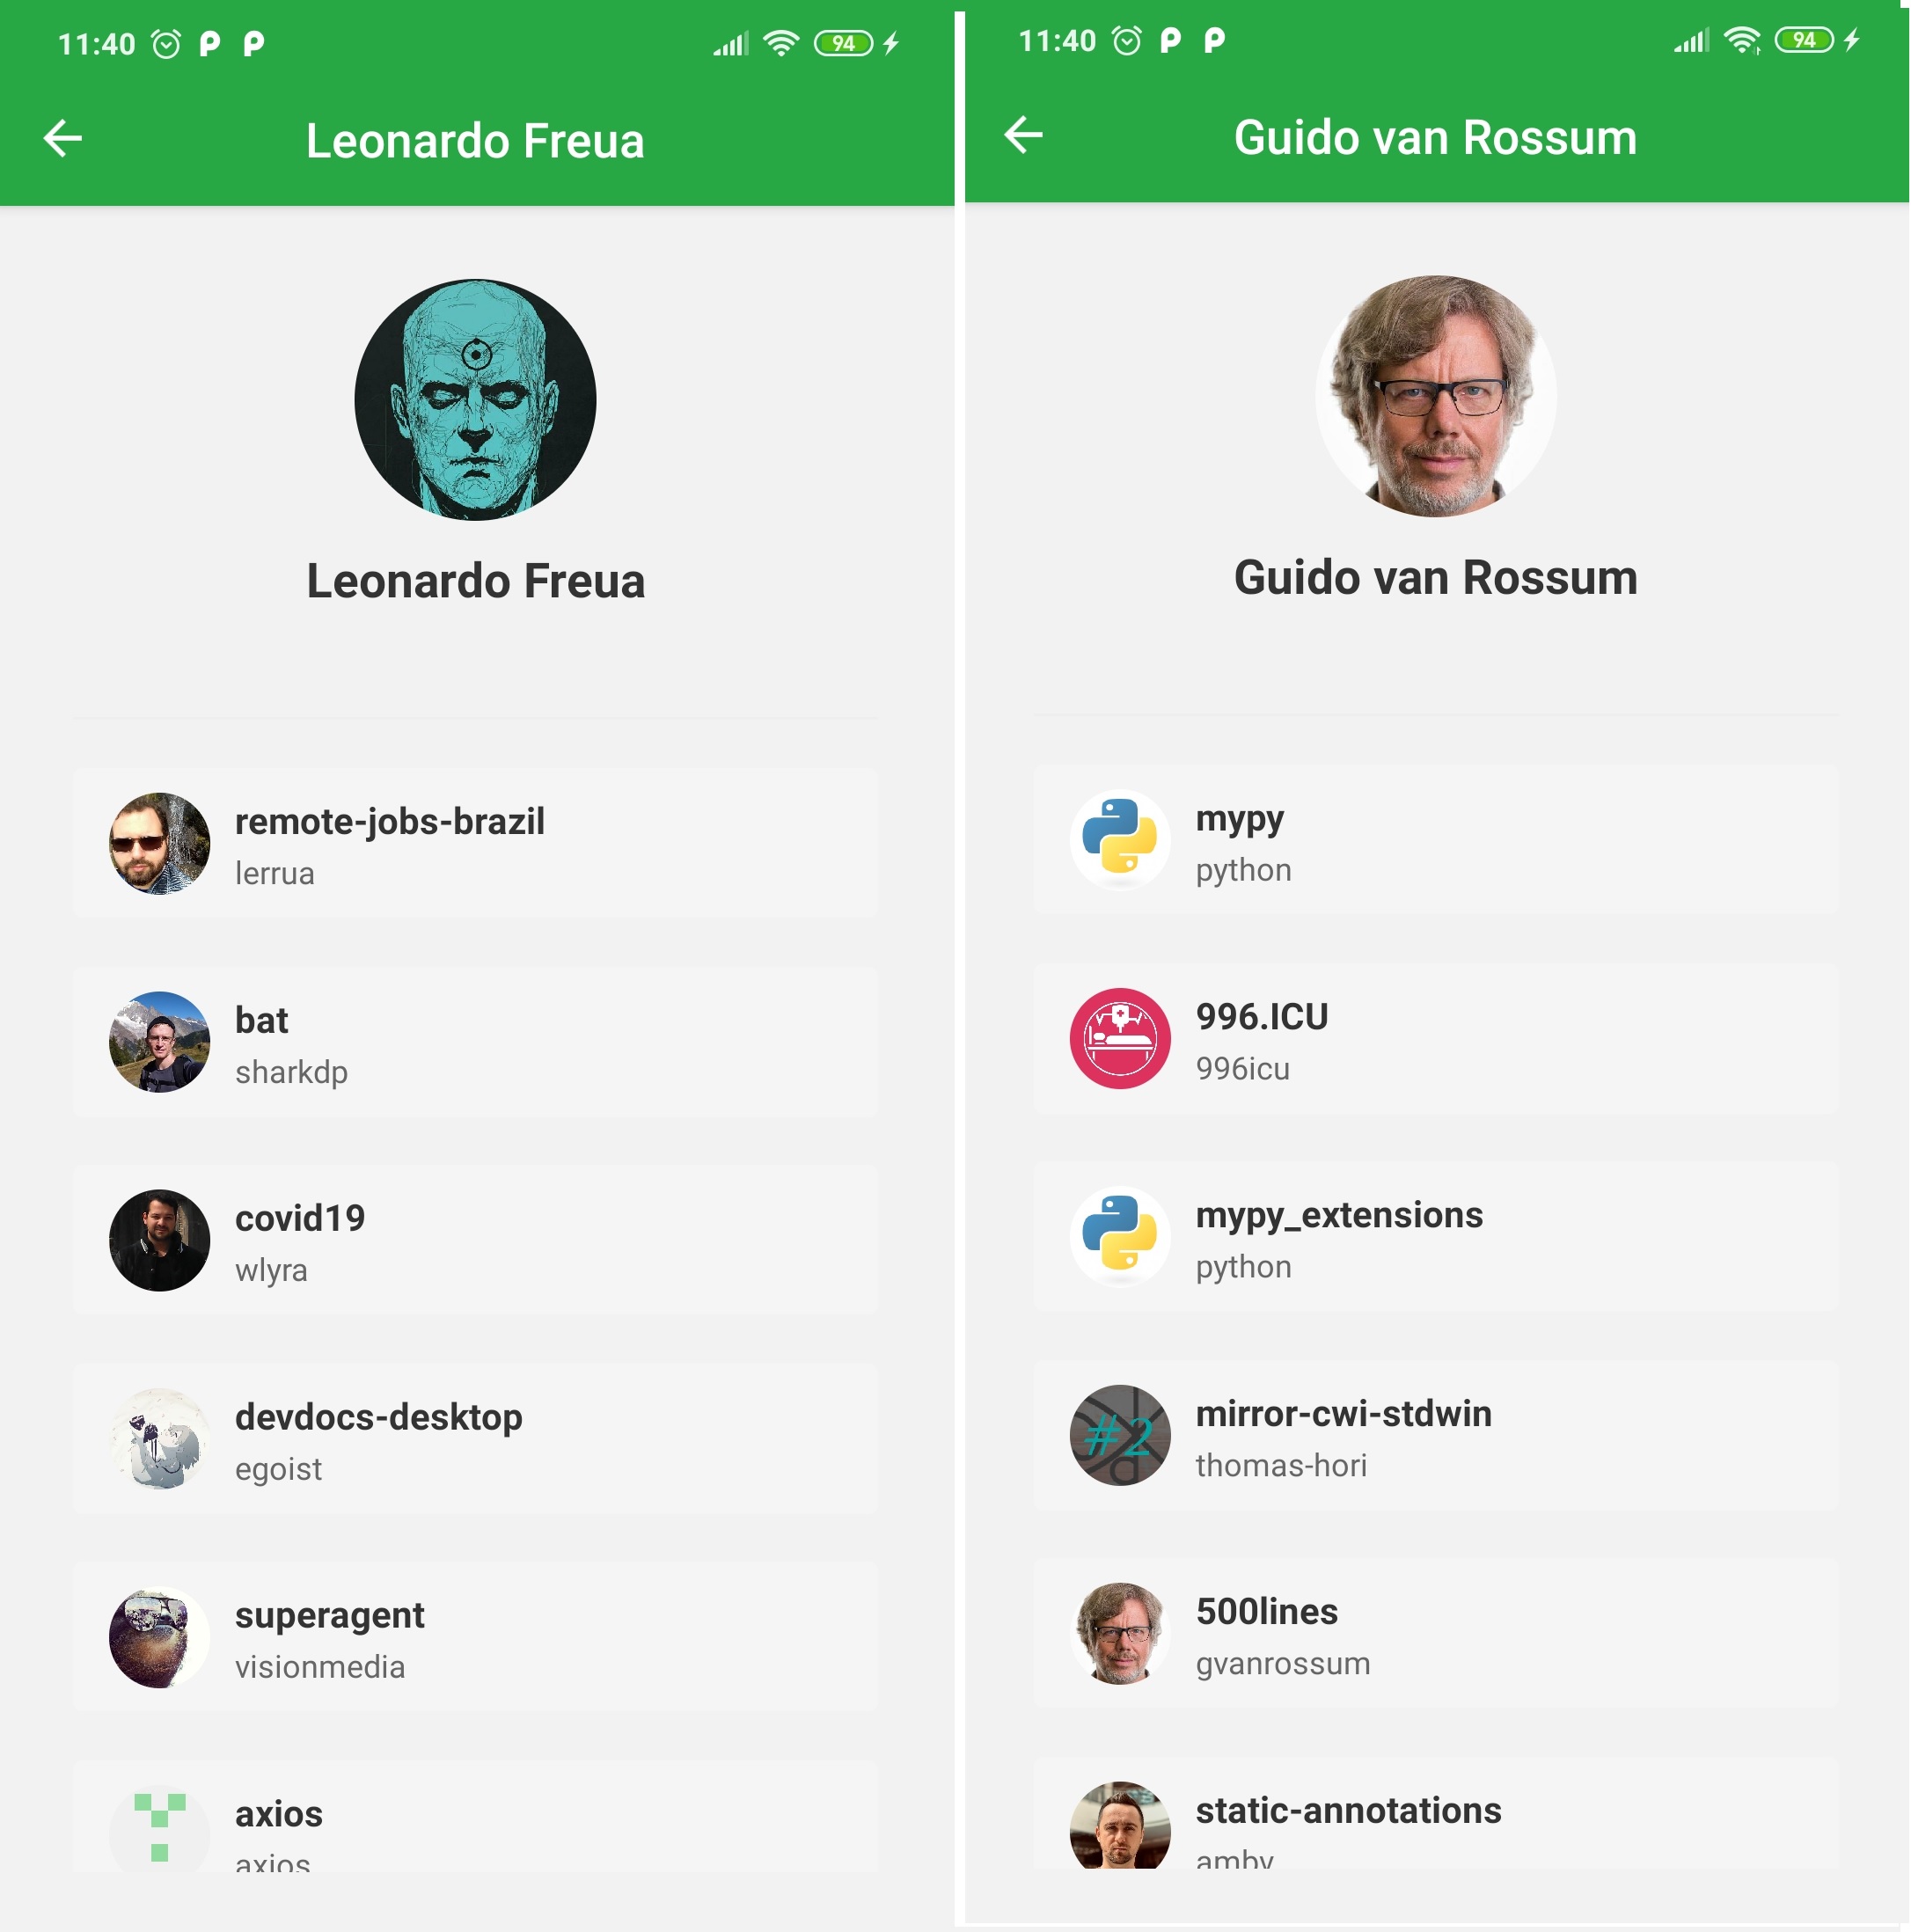 11:40
94
Leonardo Freua
Leonardo Freua
remote-jobs-brazil
lerrua
bat
sharkdp
covid19
wlyra
devdocs-desktop
egoist
superagent
visionmedia
axios
axios
11:40
94
Guido van Rossum
Guido van Rossum
mypy
python
996.ICU
996icu
mypy_extensions
python
#2
mirror-cwi-stdwin
thomas-hori
500lines
gvanrossum
static-annotations
ambv